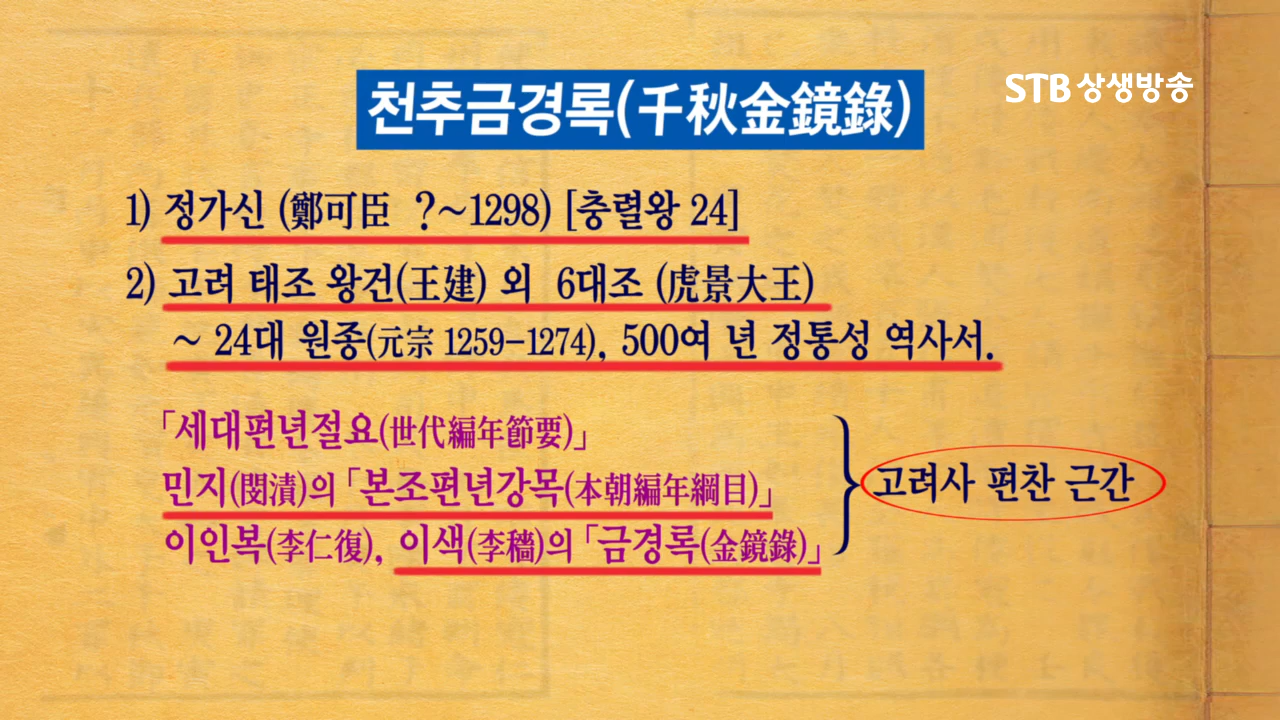 STB 상생방송
천추금경록(千秋金鏡錄)
1) 정가신 (鄭可臣 ?~1298) [충렬왕 24]
2) 고려 태조 왕건(王建) 외 6대조 (虎景大王)
~ 24대 원종(元宗 1259-1274), 500여 년 정통성 역사서.
「세대편년절요(世代編年節要)」
민지(閔漬)의 「본조편년강목(本朝編年綱目)」
이인복(李仁復), 이색(李穡)의 「금경록(金鏡錄)」
고려사 편찬 근간